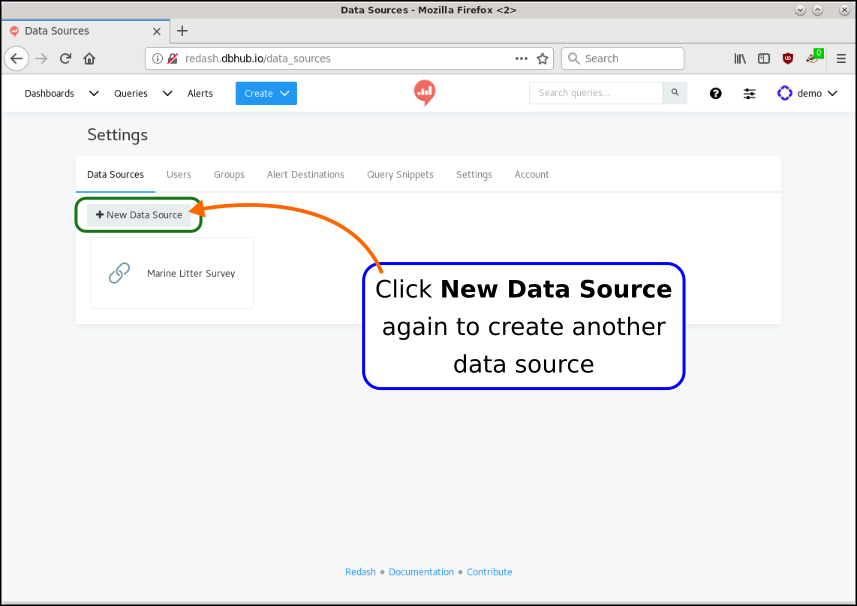 Data Sources - Mozilla Firefox <2>
Data Sources
redash.dbhub.io/data_sources
Search
0
Dashboards Queries Alerts Create Search queries... demo
Settings
Data Sources Users Groups Alert Destinations Query Snippets Settings Account
New Data Source
Marine Litter Survey
Click New Data Source
again to create another
data source
Redash • Documentation • Contribute